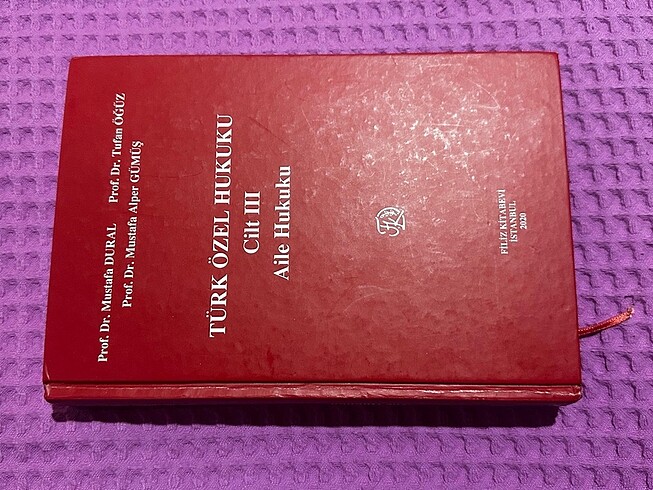 Prof. Dr. Mustafa DURAL Prof. Dr. Tufan ÖĞÜZ
Prof. Dr. Mustafa Alper GÜMÜŞ
TÜRK ÖZEL HUKUKU
Cilt III
Aile Hukuku
FİLİZ KİTABEVİ
İSTANBUL
2020